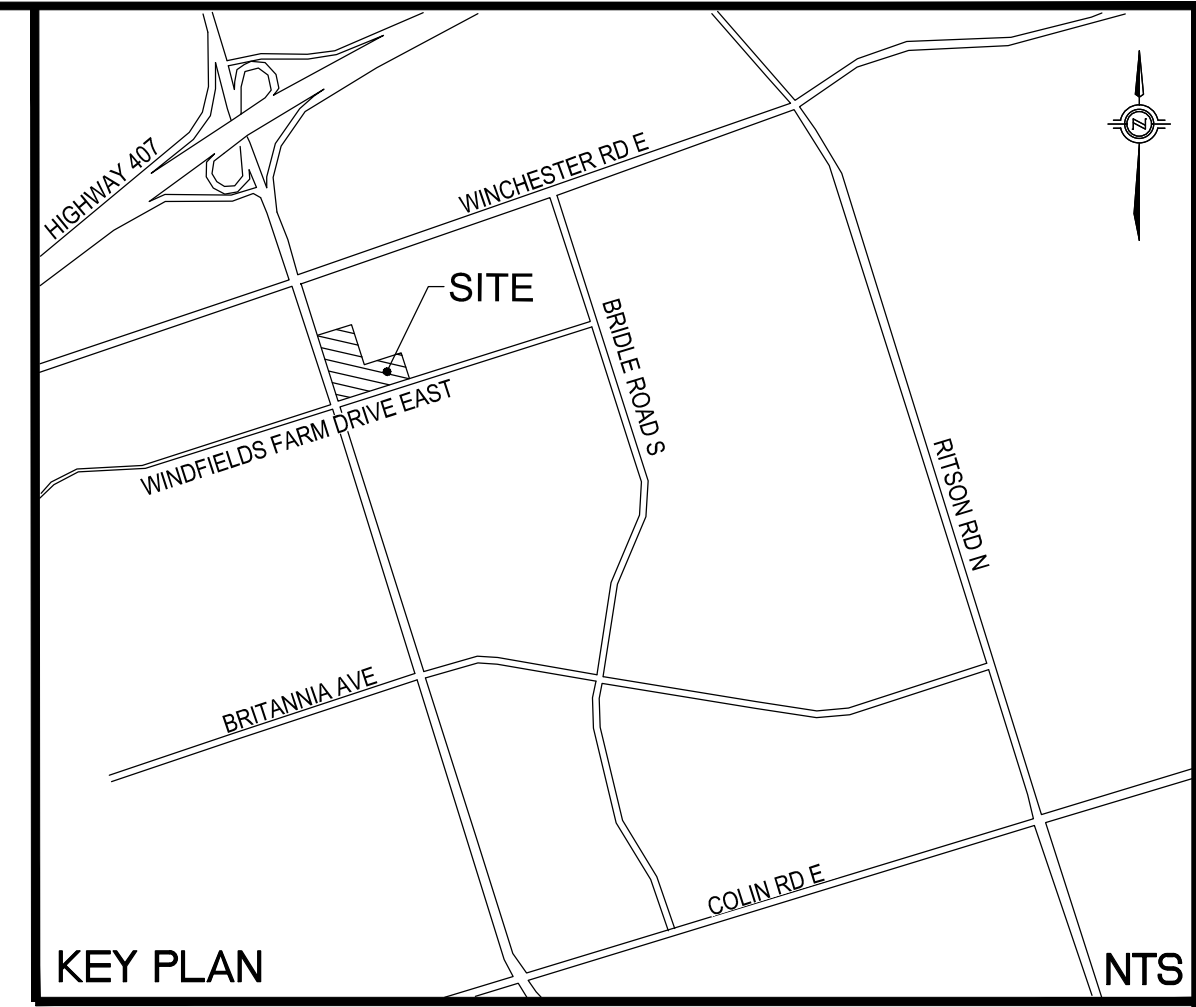 HIGHWAY 407
WINCHESTER RD E
N
SITE
BRIDLE ROAD S
WINDFIELDS FARM DRIVE EAST
RITSON RD N
BRITANNIA AVE
COLIN RD E
KEY PLAN
NTS